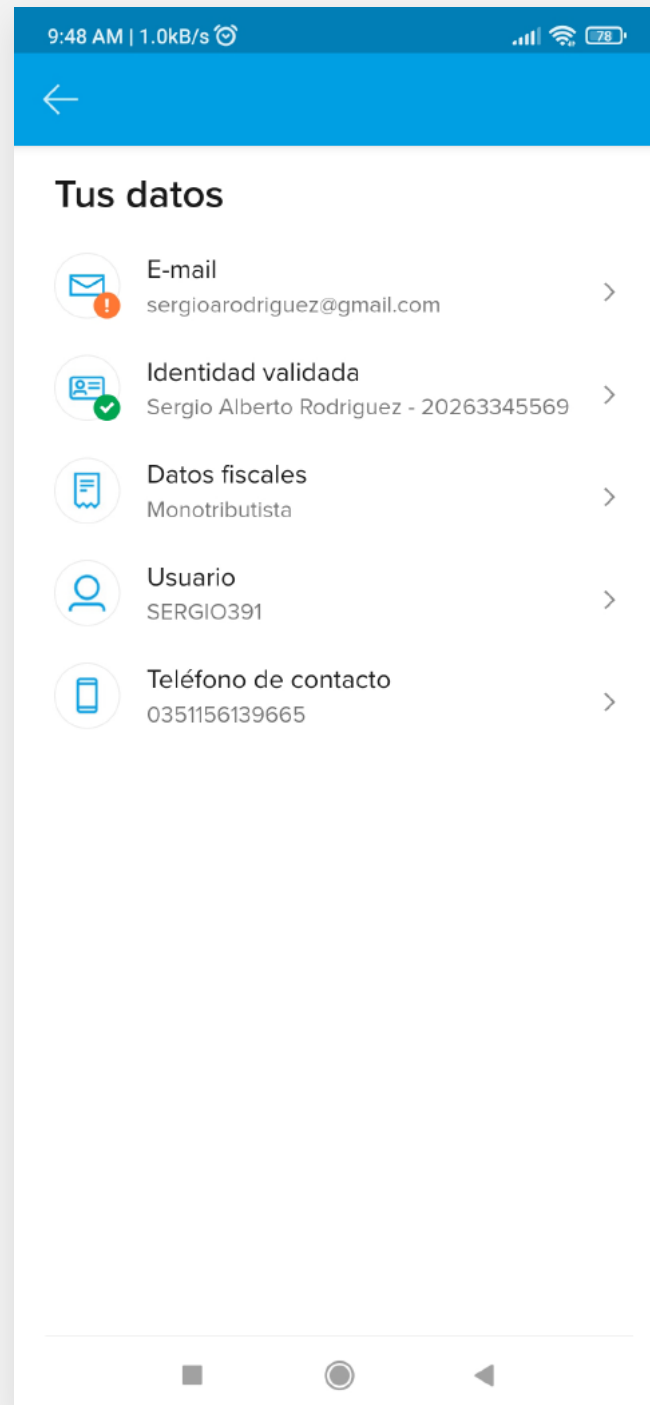 9:48 AM | 1.0kB/s
78
Tus datos
E-mail
sergioarodriguez@gmail.com
Identidad validada
Sergio Alberto Rodriguez - 20263345569
Datos fiscales
Monotributista
Usuario
SERGIO391
Teléfono de contacto
0351156139665